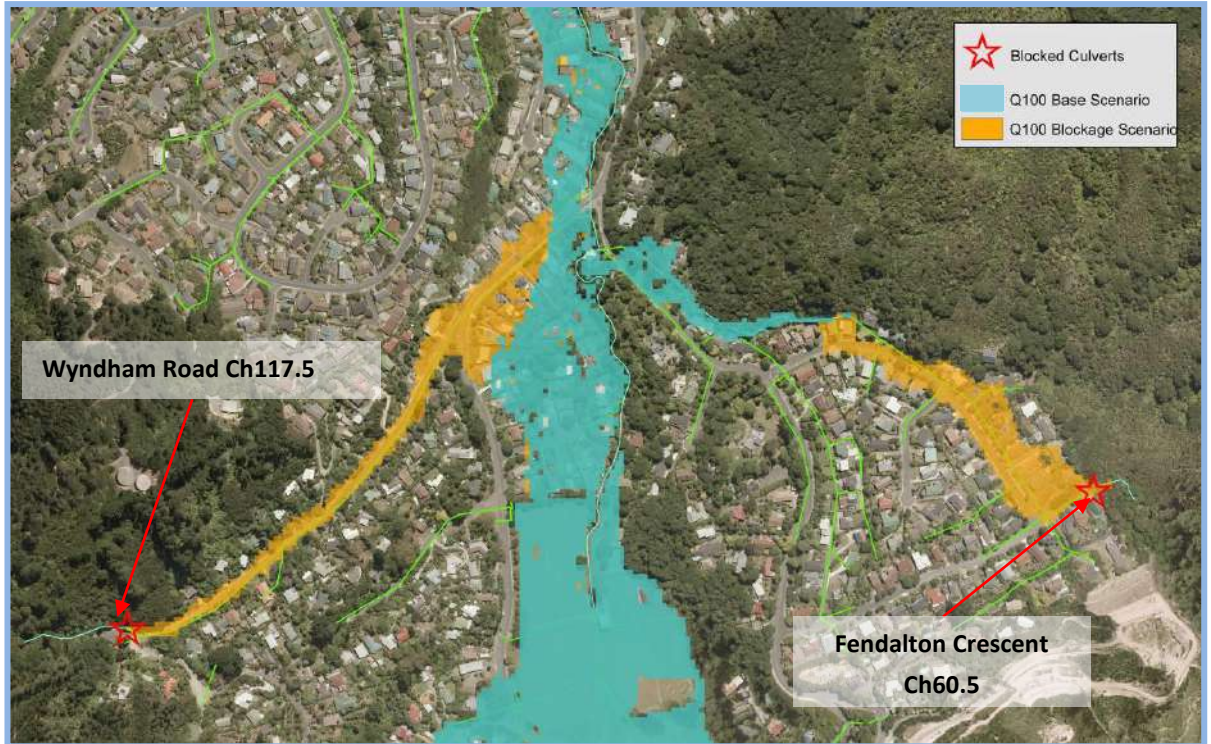 Blocked Culverts
Q100 Base Scenario
Q100 Blockage Scenario
Wyndham Road Ch117.5
Fendalton Crescent
Ch60.5